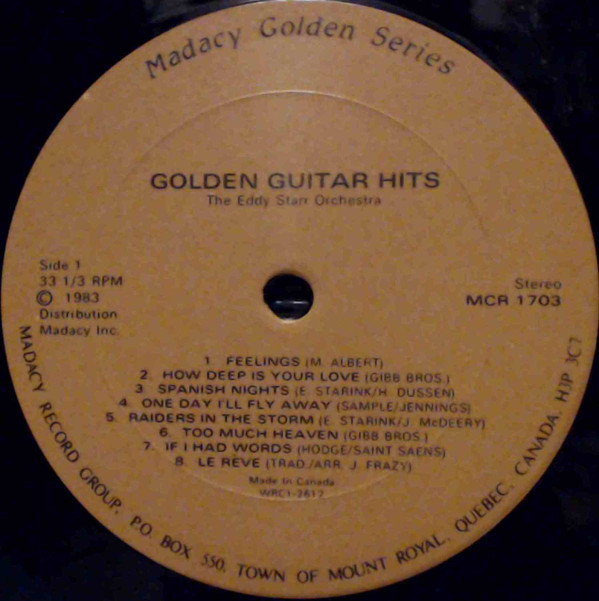 Madacy Golden Series
GOLDEN GUITAR HITS
The Eddy Starr Orchestra
Side 1
33 1/3 RPM
© 1983
Distribution
Madacy Inc.
Stereo
MCR 1703
1. FEELINGS (M. ALBERT)
2. HOW DEEP IS YOUR LOVE (GIBB BROS.)
3. SPANISH NIGHTS (E. STARINK/H. DUSSEN)
4. ONE DAY I'LL FLY AWAY (SAMPLE/JENNINGS)
5. RAIDERS IN THE STORM (E. STARINK/J. McDEERY)
6. TOO MUCH HEAVEN (GIBB BROS.)
7. IF I HAD WORDS (HODGE/SAINT SAENS)
8. LE REVE (TRAD./ARR. J. FRAZY)
Made In Canada
WRC1-2617
MADACY RECORD GROUP, P.O. BOX 550, TOWN OF MOUNT ROYAL, QUEBEC, CANADA, H3P 3C7